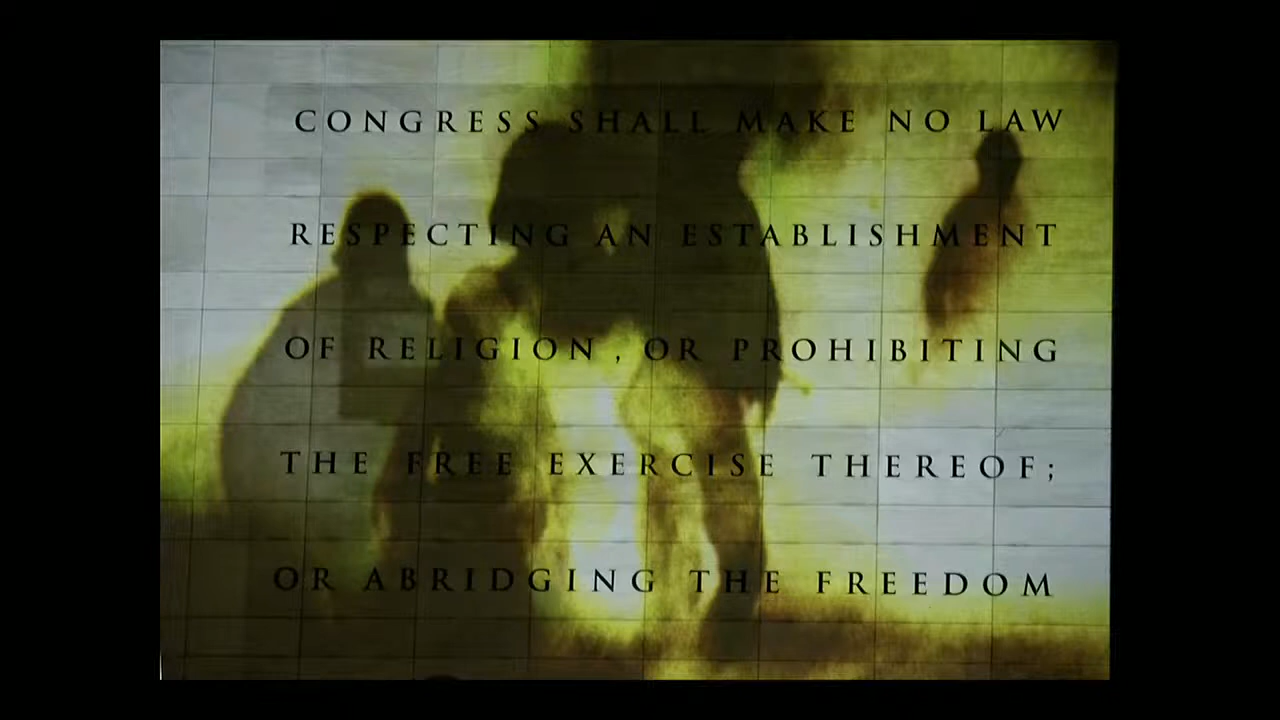 CONGRESS SHALL MAKE NO LAW
RESPECTING AN ESTABLISHMENT
OF RELIGION, OR PROHIBITING
THE FREE EXERCISE THEREOF;
OR ABRIDGING THE FREEDOM